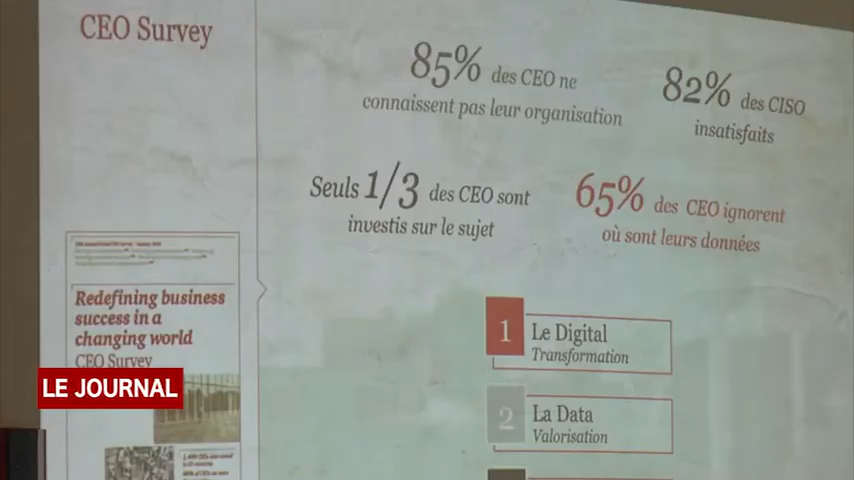 CEO Survey
85% des CEO ne
connaissent pas leur organisation
82% des CISO
insatisfaits
Seuls 1/3 des CEO sont
investis sur le sujet
65% des CEO ignorent
où sont leurs données
Redefining business
success in a
changing world
CEO Survey
LE JOURNAL
1 Le Digital
Transformation
2 La Data
Valorisation